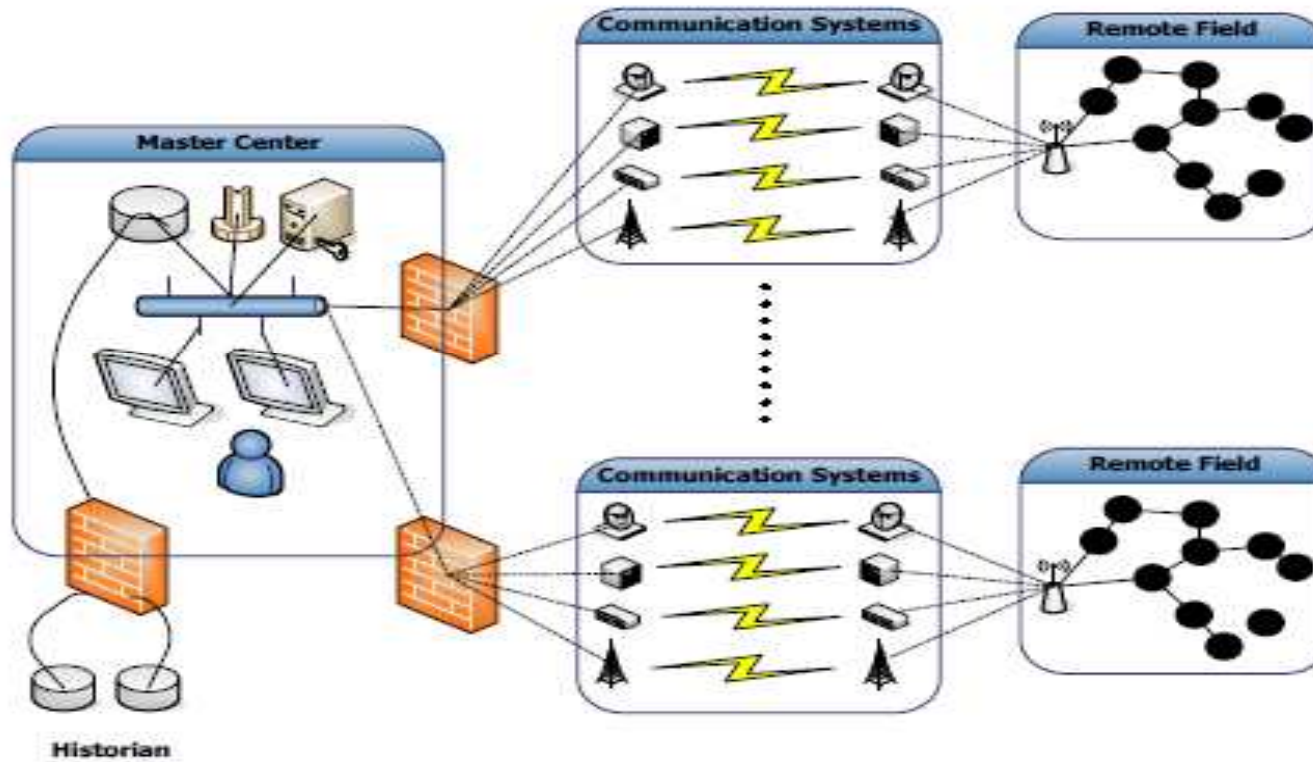 Communication Systems
Remote Field
Master Center
Communication Systems
Remote Field
Historian